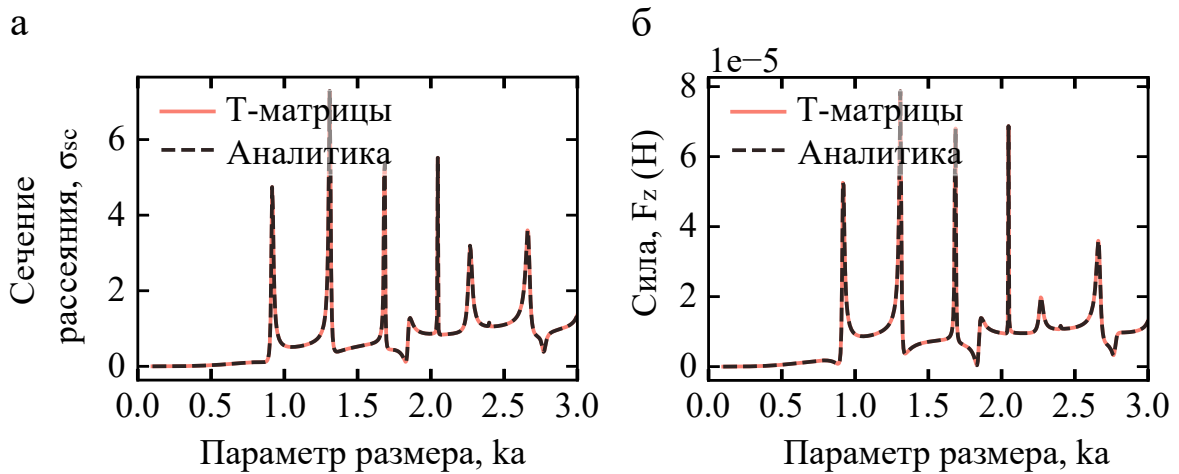 а
Сечение
рассеяния, σsc
6
4
2
0
Т-матрицы
Аналитика
0.0 0.5 1.0 1.5 2.0 2.5 3.0
Параметр размера, ka
б
1e−5
Сила, Fz (Н)
8
6
4
2
0
Т-матрицы
Аналитика
0.0 0.5 1.0 1.5 2.0 2.5 3.0
Параметр размера, ka